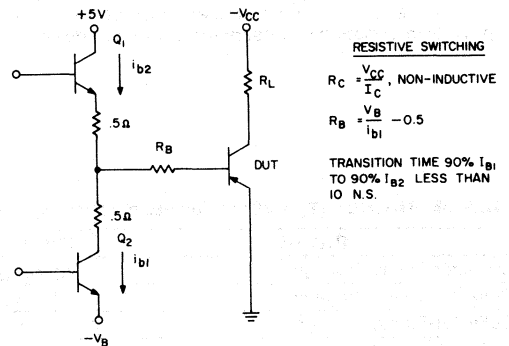 +5V
Q1
ib2
.5Ω
RB
.5Ω
Q2
ib1
-VB
-VCC
RL
DUT
RESISTIVE SWITCHING
RC = VCC/IC, NON-INDUCTIVE
RB = VB/ib1 -0.5
TRANSITION TIME 90% IB1
TO 90% IB2 LESS THAN
10 N.S.